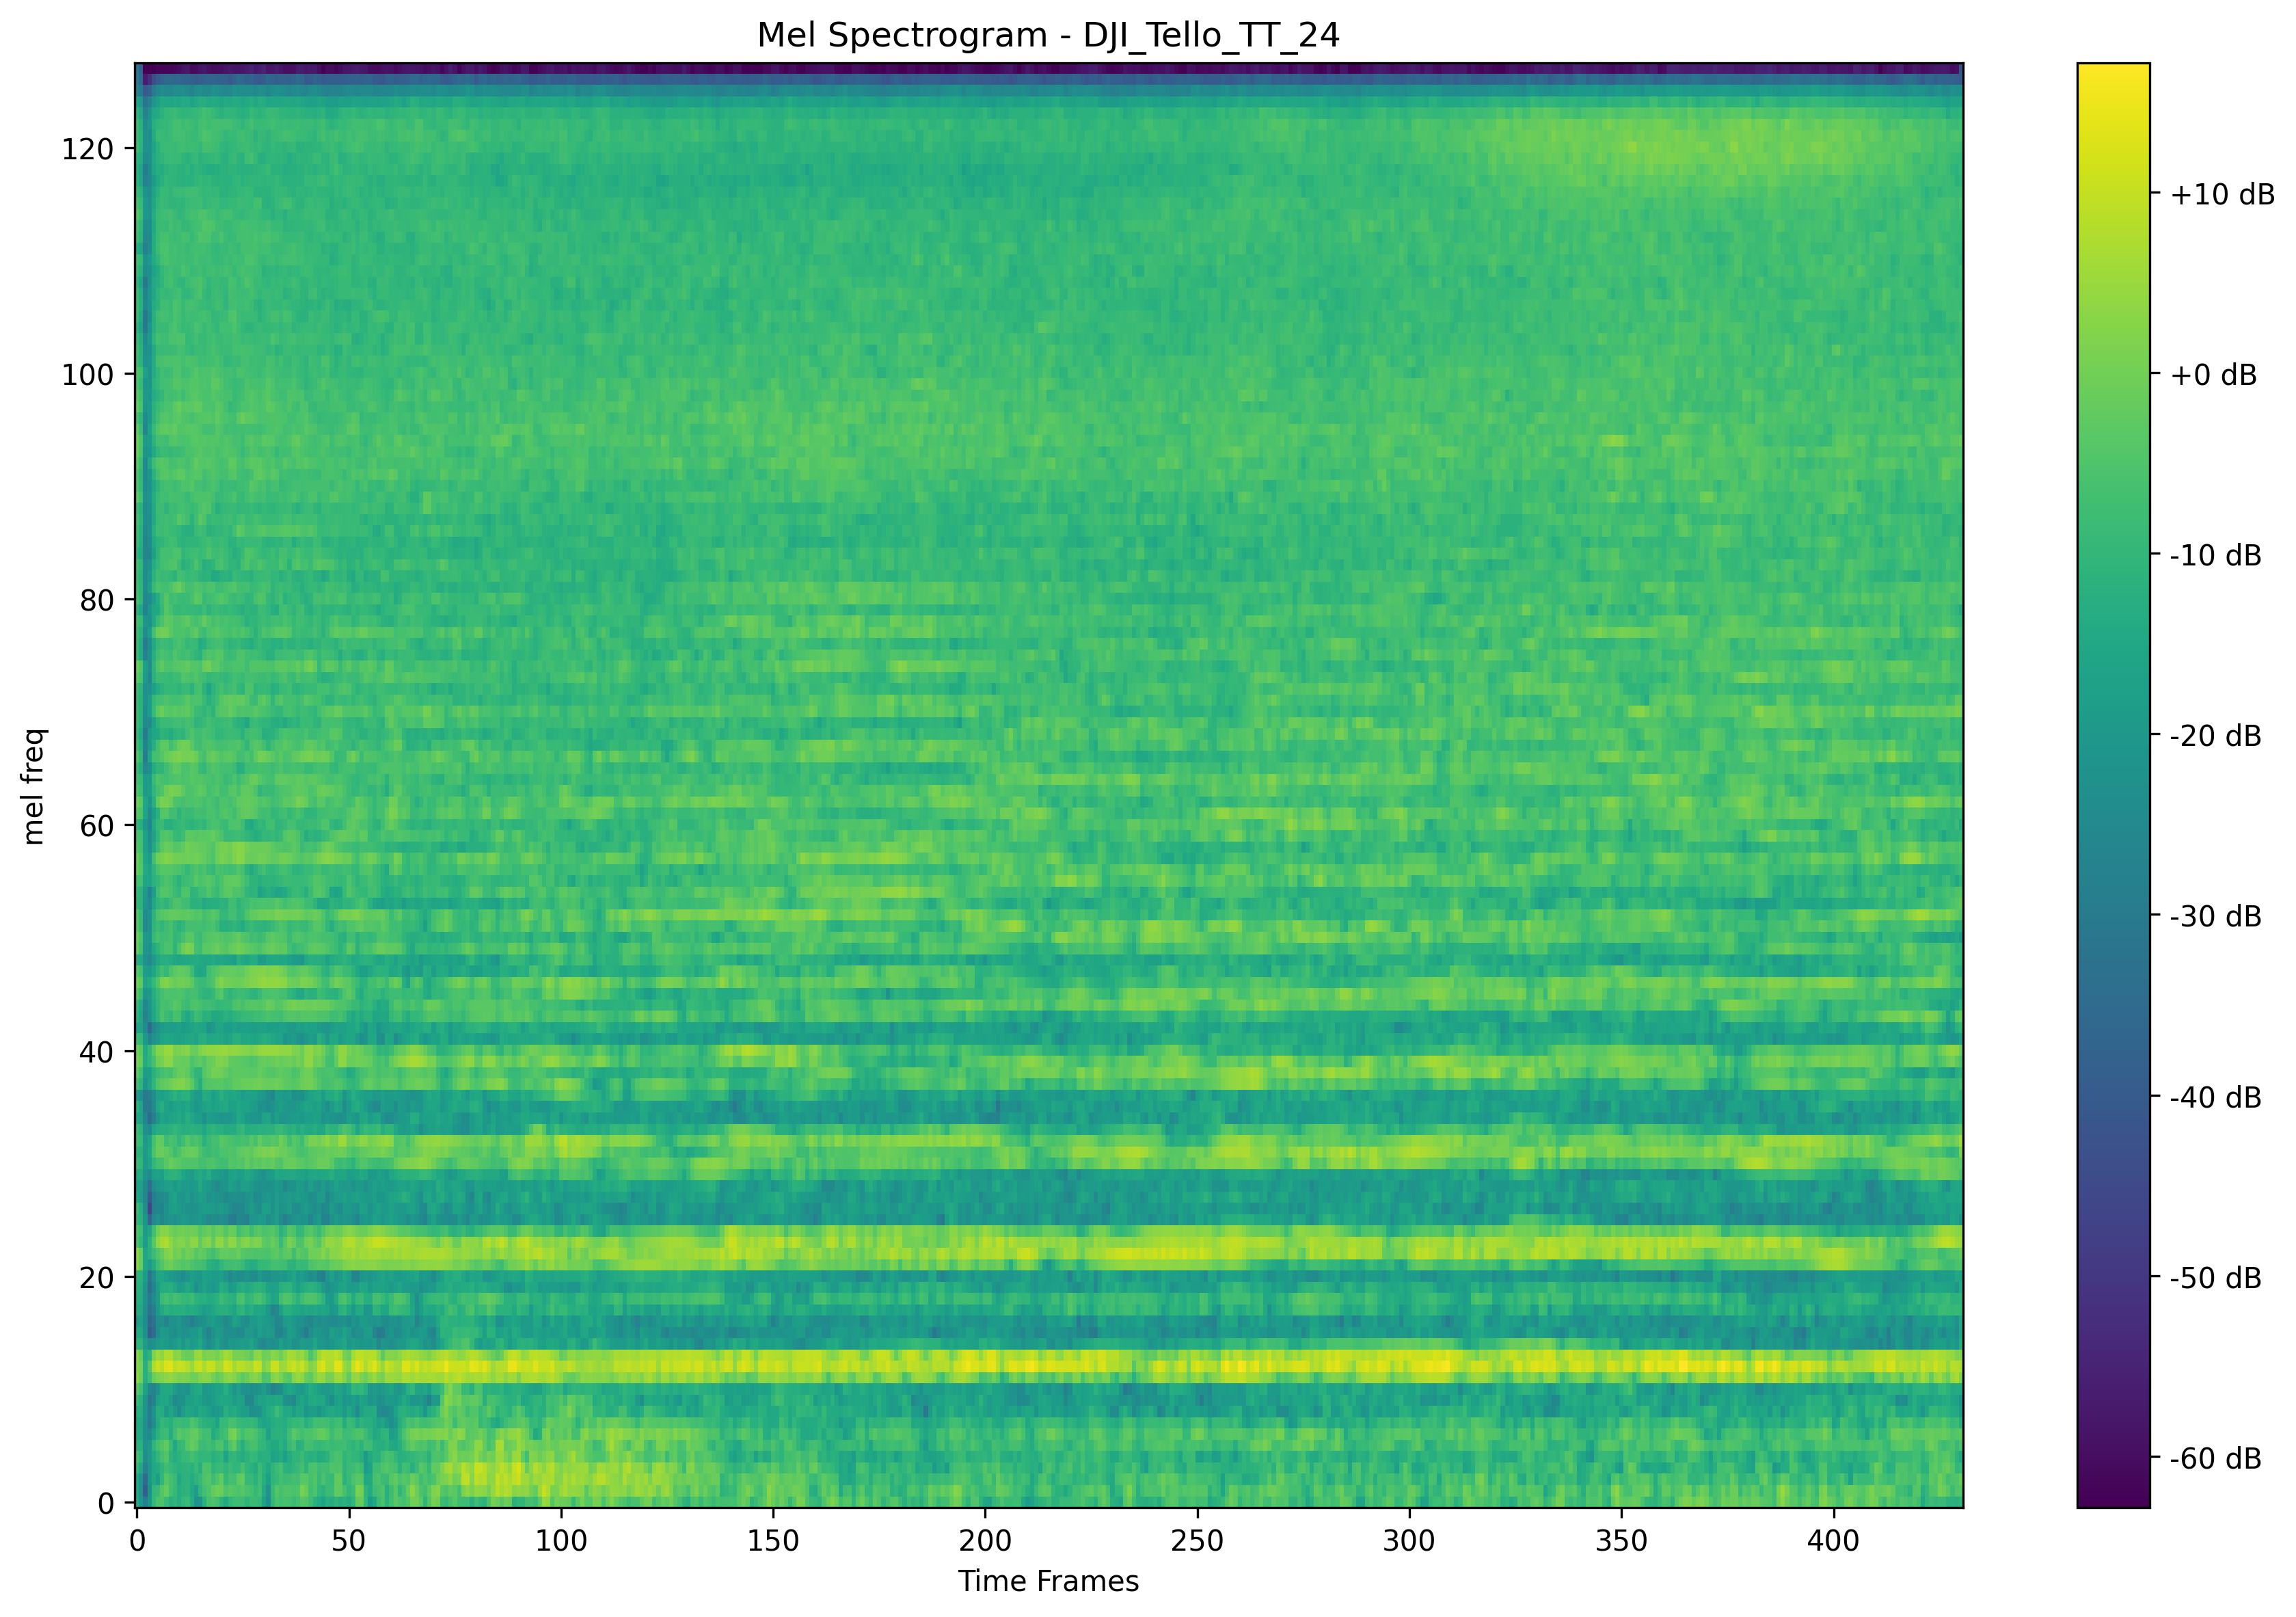 Mel Spectrogram - DJI_Tello_TT_24
mel freq
120
100
80
60
40
20
0
0 50 100 150 200 250 300 350 400
Time Frames
+10 dB
+0 dB
-10 dB
-20 dB
-30 dB
-40 dB
-50 dB
-60 dB